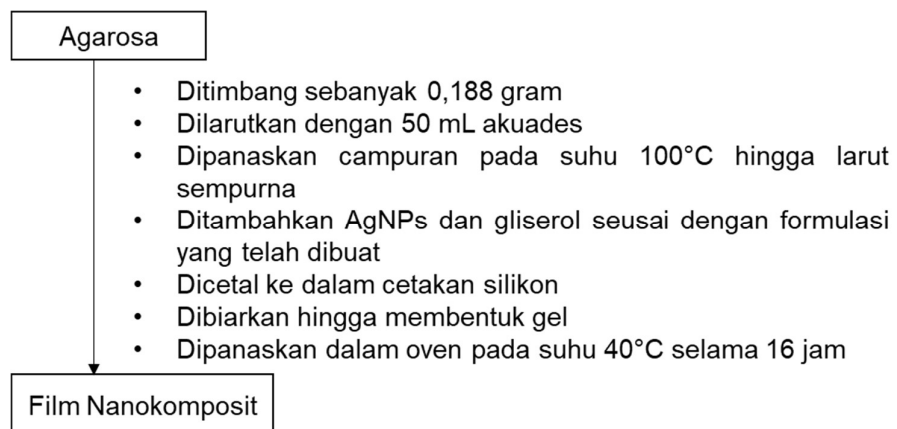 Agarosa
• Ditimbang sebanyak 0,188 gram
• Dilarutkan dengan 50 mL akuades
• Dipanaskan campuran pada suhu 100°C hingga larut
sempurna
• Ditambahkan AgNPs dan gliserol seusai dengan formulasi
yang telah dibuat
• Dicetal ke dalam cetakan silikon
• Dibiarkan hingga membentuk gel
• Dipanaskan dalam oven pada suhu 40°C selama 16 jam
Film Nanokomposit